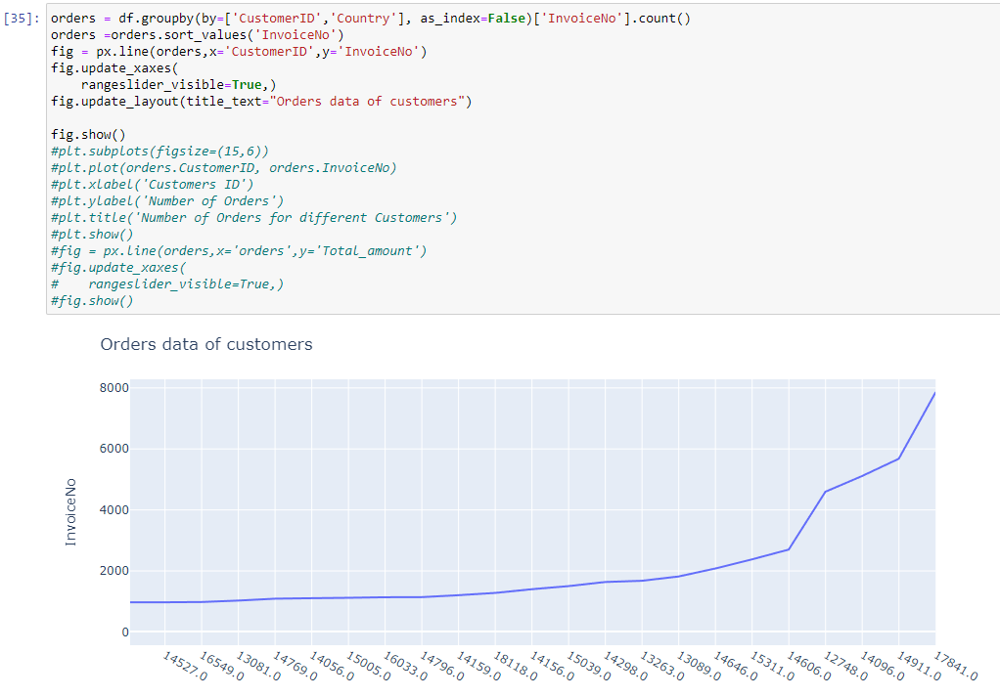 [35]: orders = df.groupby(by=['CustomerID','Country'], as_index=False)['InvoiceNo'].count()
orders =orders.sort_values('InvoiceNo')
fig = px.line(orders,x='CustomerID',y='InvoiceNo')
fig.update_xaxes(
    rangeslider_visible=True,)
fig.update_layout(title_text="Orders data of customers")
fig.show()
#plt.subplots(figsize=(15,6))
#plt.plot(orders.CustomerID, orders.InvoiceNo)
#plt.xlabel('Customers ID')
#plt.ylabel('Number of Orders')
#plt.title('Number of Orders for different Customers')
#plt.show()
#fig = px.line(orders,x='orders',y='Total_amount')
#fig.update_xaxes(
#    rangeslider_visible=True,)
#fig.show()
Orders data of customers
8000
6000
4000
2000
0
InvoiceNo
14527.0
16549.0
13081.0
14769.0
14056.0
15005.0
16033.0
14796.0
14159.0
18118.0
14156.0
15039.0
14298.0
13263.0
13089.0
14646.0
15311.0
14606.0
12748.0
14096.0
14911.0
17841.0